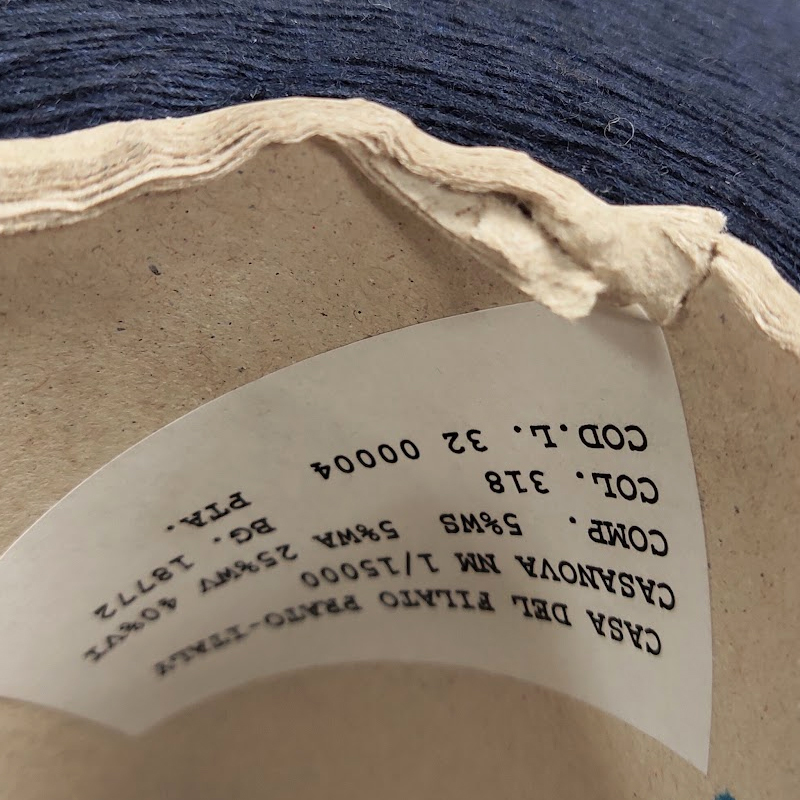 CASA DEL FILATO PRATO-ITALY
CASANOVA NM 1/15000
COMP. 5%WS 5%WA 25%WV 40%VI
COL. 318 BG. 18772
COD.L. 32 00004 PTA.